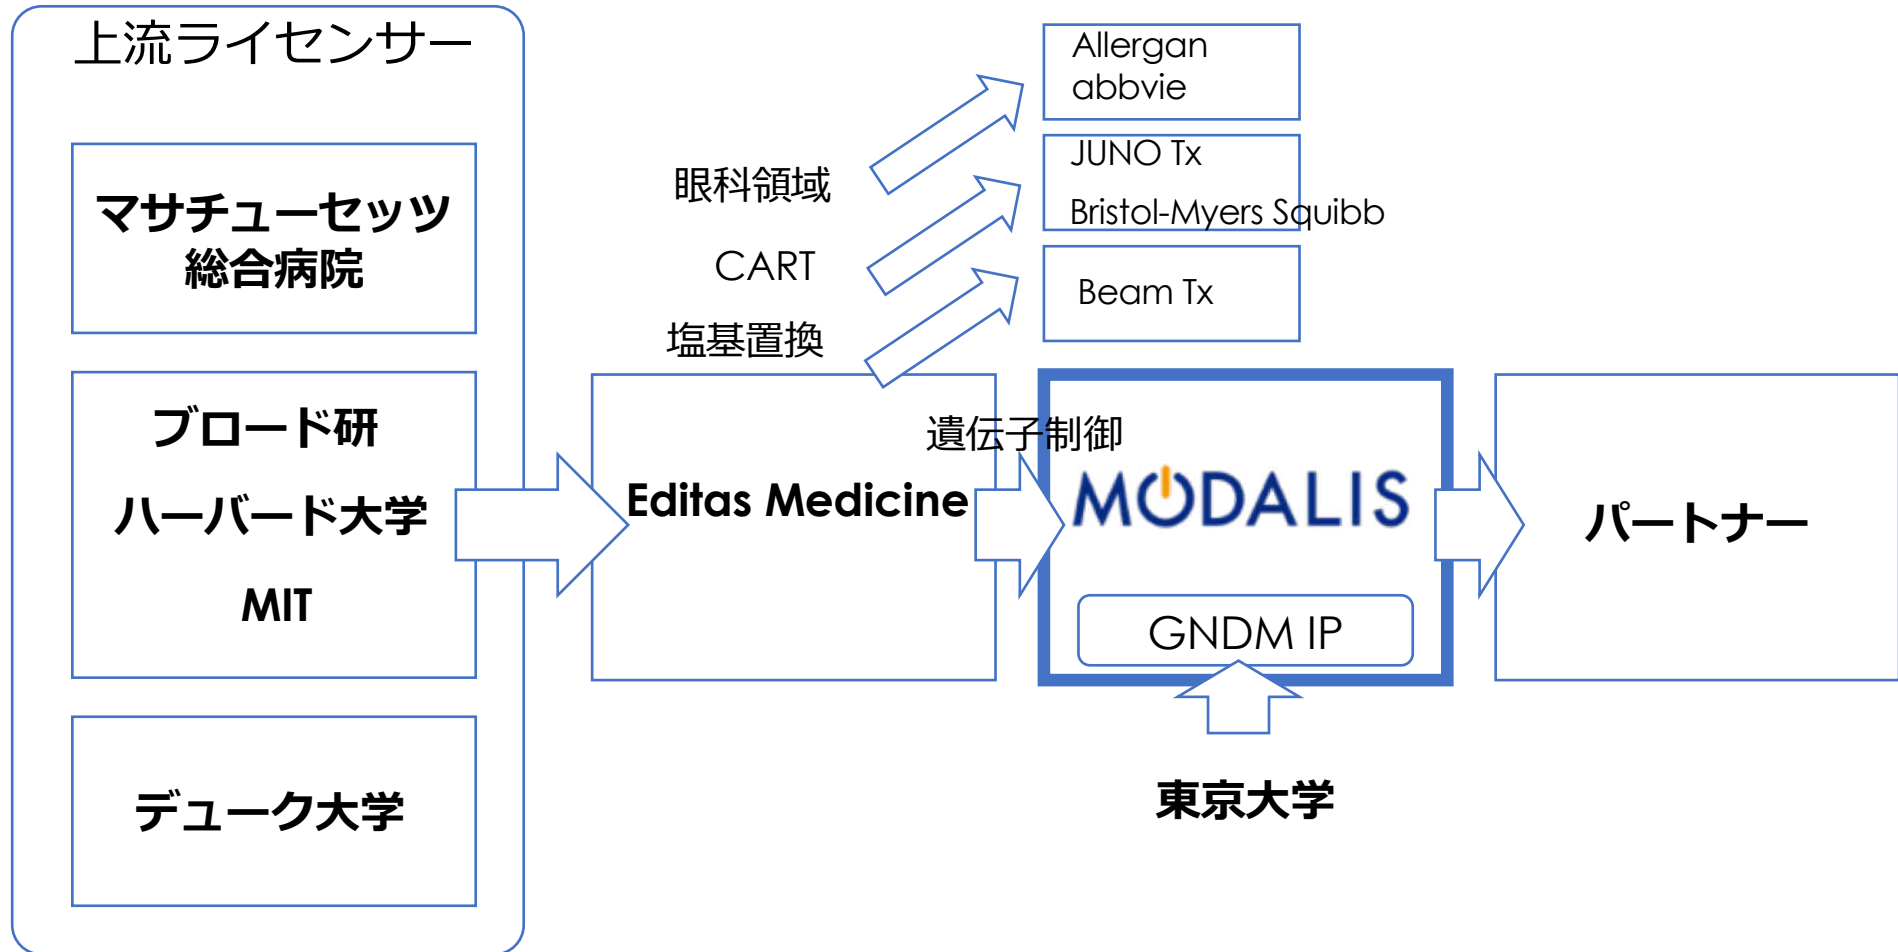 上流ライセンサー
マサチューセッツ
総合病院
ブロード研
ハーバード大学
MIT
デューク大学
Editas Medicine
眼科領域
CART
塩基置換
遺伝子制御
Allergan
abbvie
JUNO Tx
Bristol-Myers Squibb
Beam Tx
MODALIS
GNDM IP
東京大学
パートナー